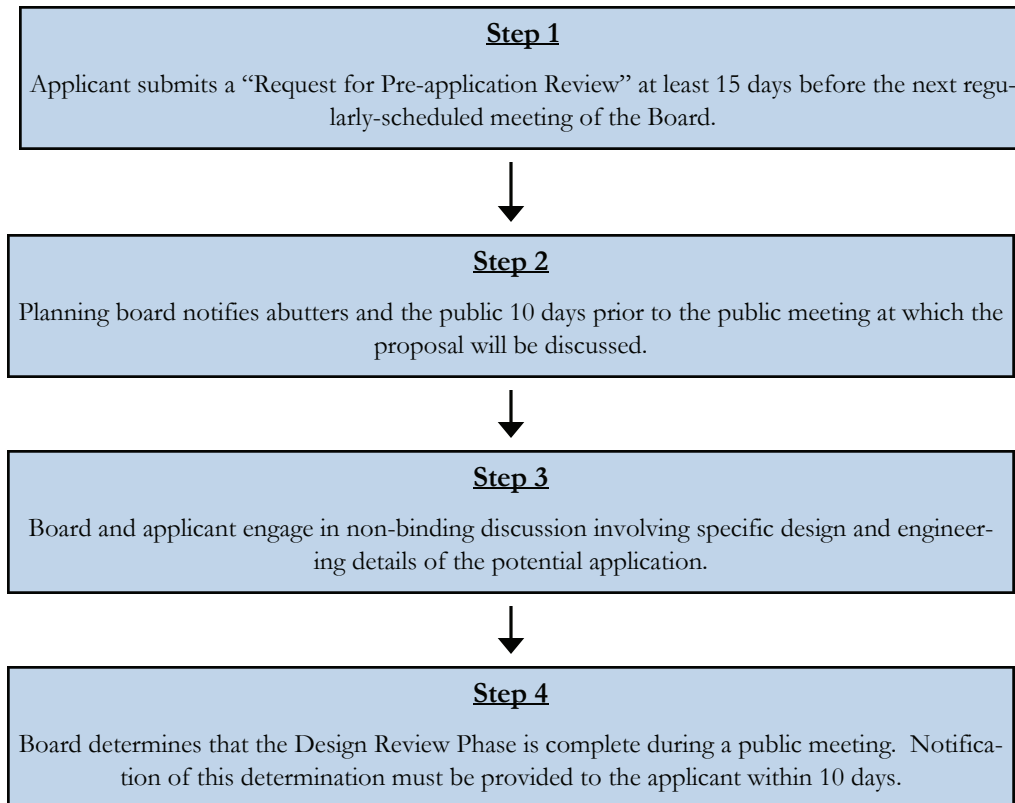 Step 1
Applicant submits a “Request for Pre-application Review” at least 15 days before the next regu-
larly-scheduled meeting of the Board.
Step 2
Planning board notifies abutters and the public 10 days prior to the public meeting at which the
proposal will be discussed.
Step 3
Board and applicant engage in non-binding discussion involving specific design and engineer-
ing details of the potential application.
Step 4
Board determines that the Design Review Phase is complete during a public meeting.  Notifica-
tion of this determination must be provided to the applicant within 10 days.